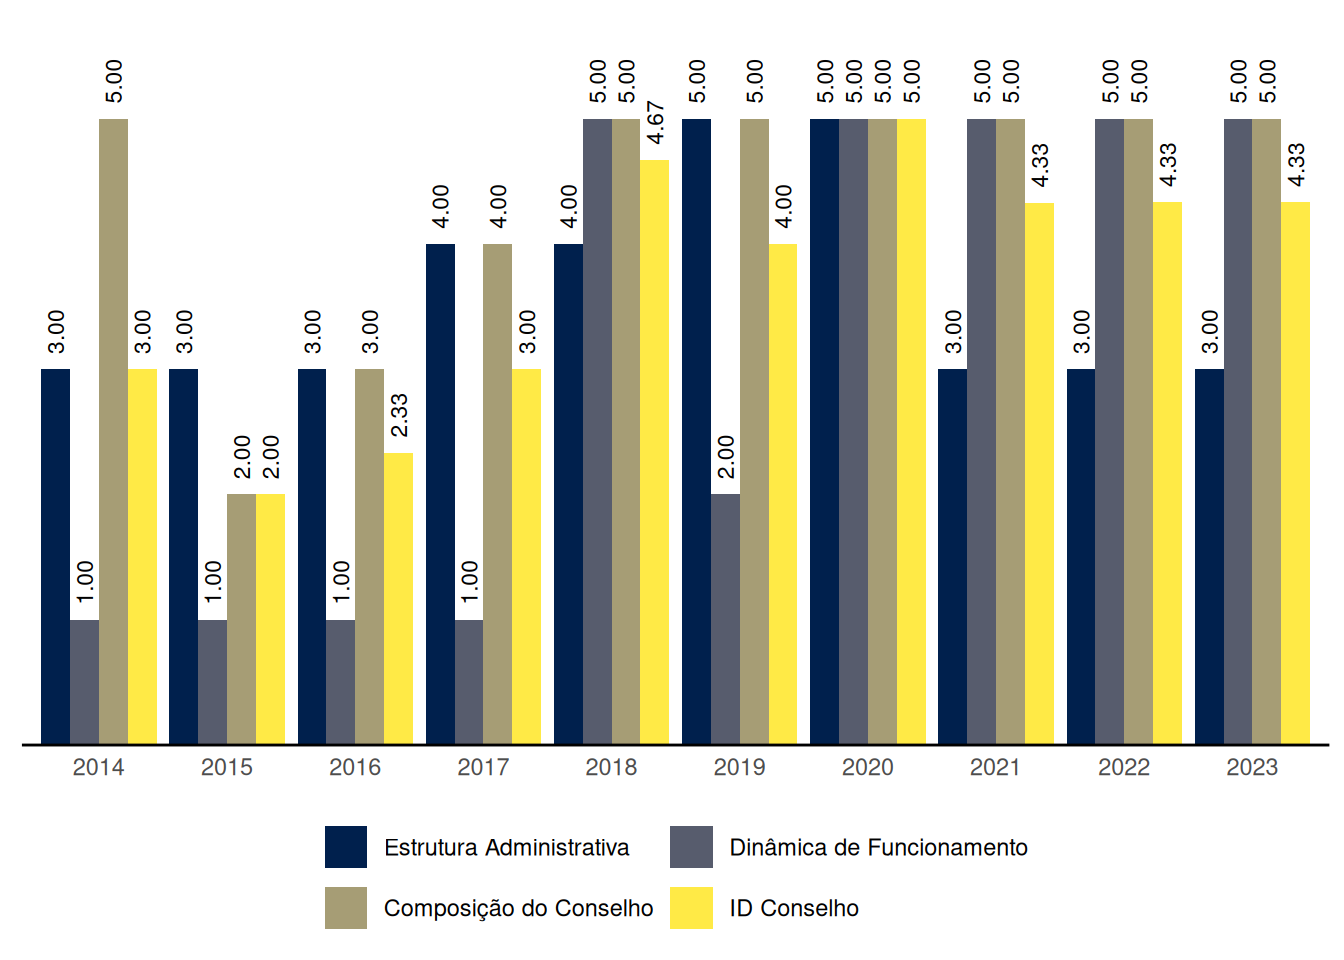 5.00 5.00 5.00 5.00 5.00 5.00 5.00 5.00 5.00 5.00 5.00 5.00 5.00 5.00 5.00
4.67
4.33 4.33 4.33
4.00 4.00 4.00 4.00
3.00 3.00 3.00 3.00 3.00 3.00 3.00 3.00 3.00
2.33
2.00 2.00 2.00
1.00 1.00 1.00 1.00
2014 2015 2016 2017 2018 2019 2020 2021 2022 2023
Estrutura Administrativa Dinâmica de Funcionamento
Composição do Conselho ID Conselho